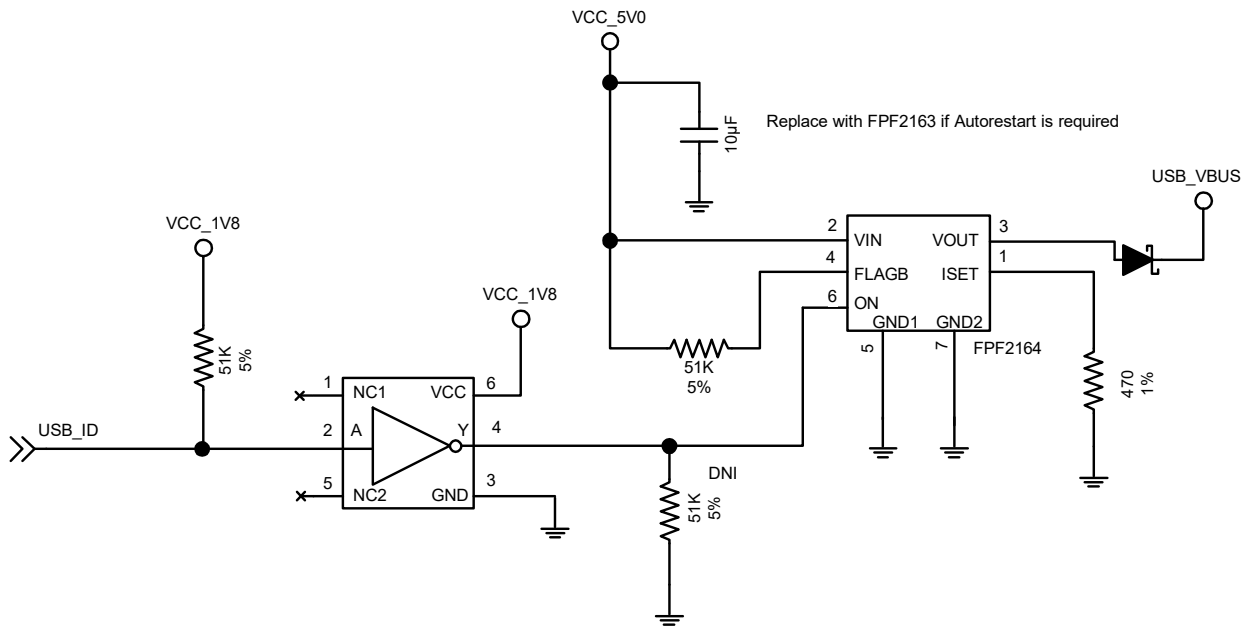 VCC_5V0
10µF
Replace with FPF2163 if Autorestart is required
USB_VBUS
VCC_1V8
2 VIN VOUT 3
4 FLAGB ISET 1
6 ON
GND1 GND2
5 7 FPF2164
VCC_1V8
51K
5%
51K
5%
470
1%
1 NC1 VCC 6
USB_ID
2 A Y 4
5 NC2 GND 3
DNI
51K
5%